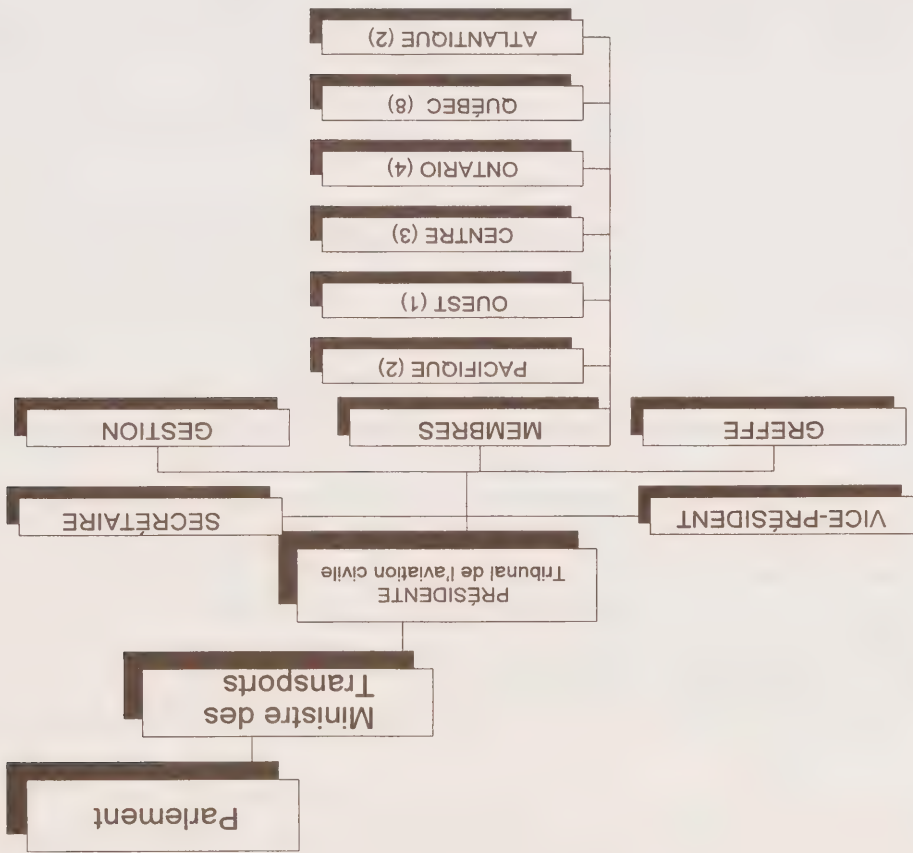 Parlement
Ministre des
Transports
PRÉSIDENTE
Tribunal de l'aviation civile
VICE-PRÉSIDENT
SECRÉTAIRE
GREFFE
MEMBRES
GESTION
PACIFIQUE (2)
OUEST (1)
CENTRE (3)
ONTARIO (4)
QUÉBEC (8)
ATLANTIQUE (2)